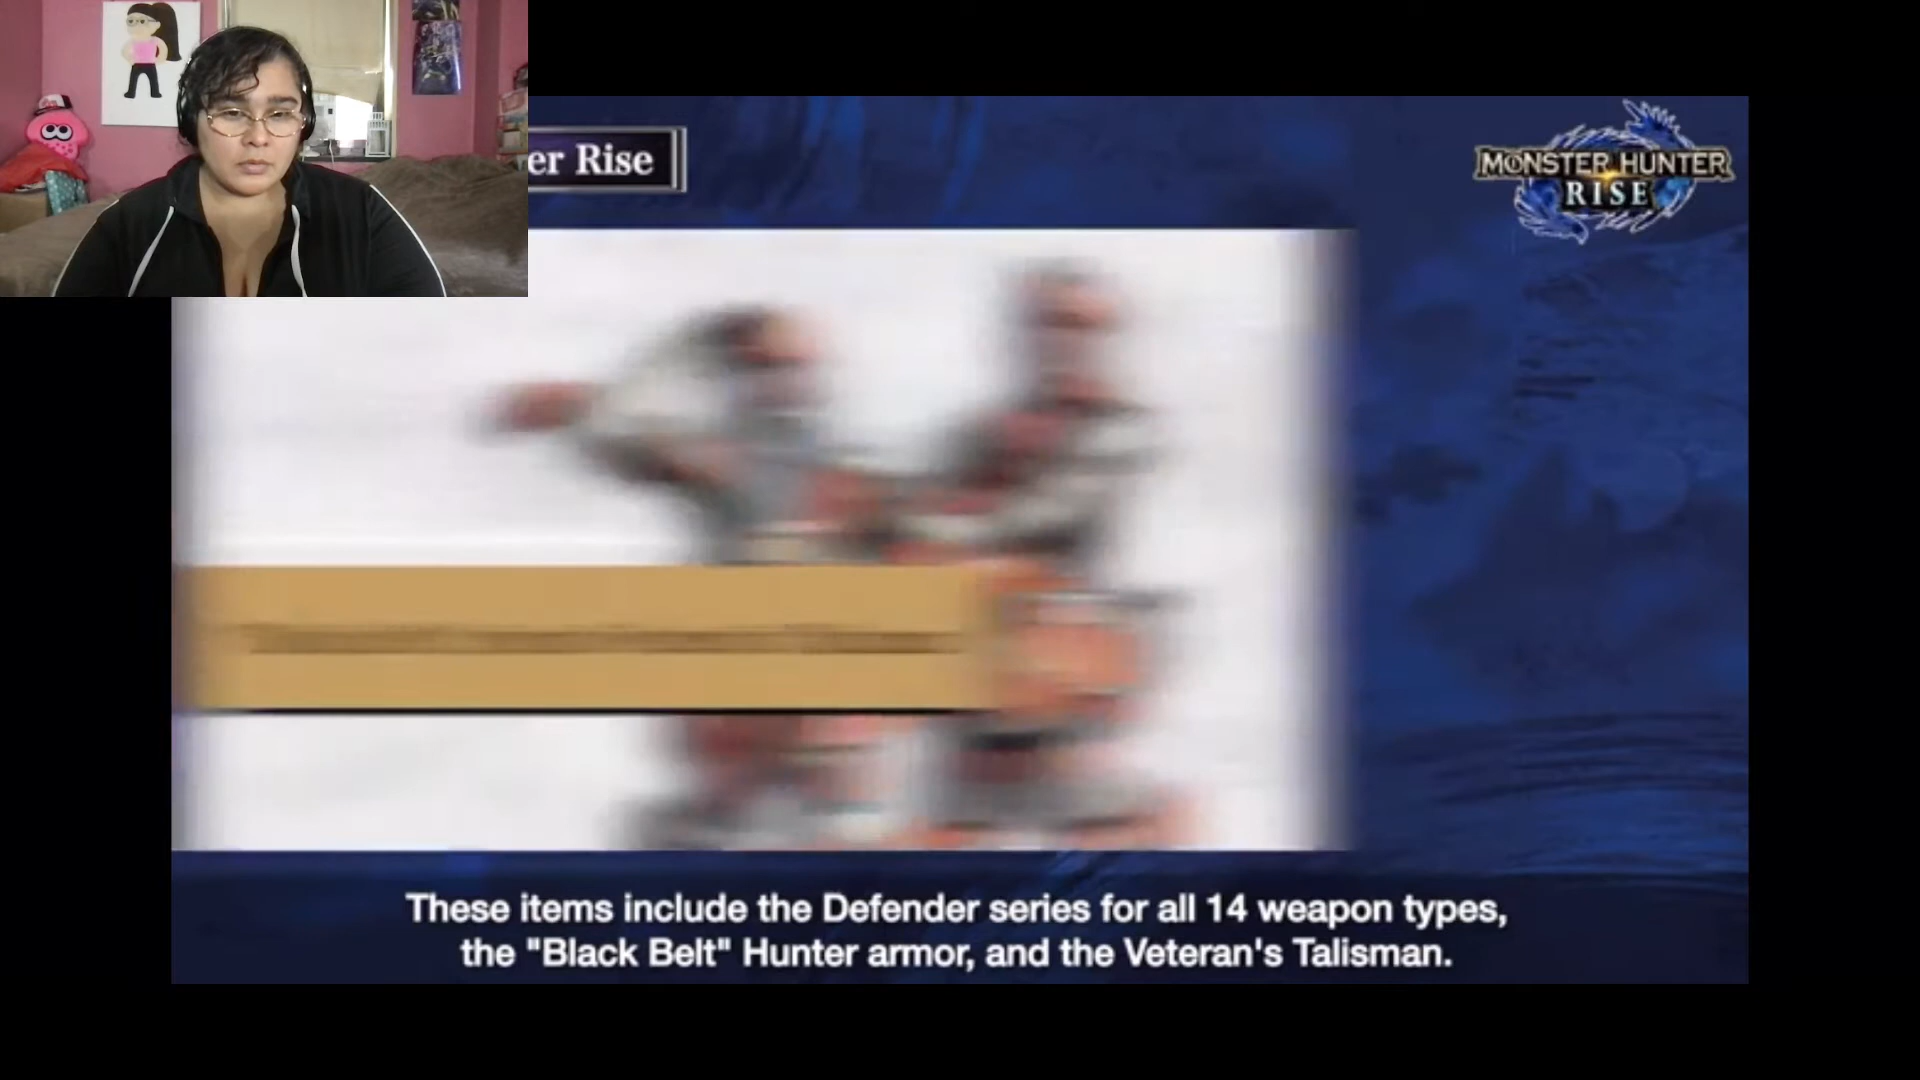 er Rise
MONSTER HUNTER
RISE
These items include the Defender series for all 14 weapon types,
the "Black Belt" Hunter armor, and the Veteran's Talisman.